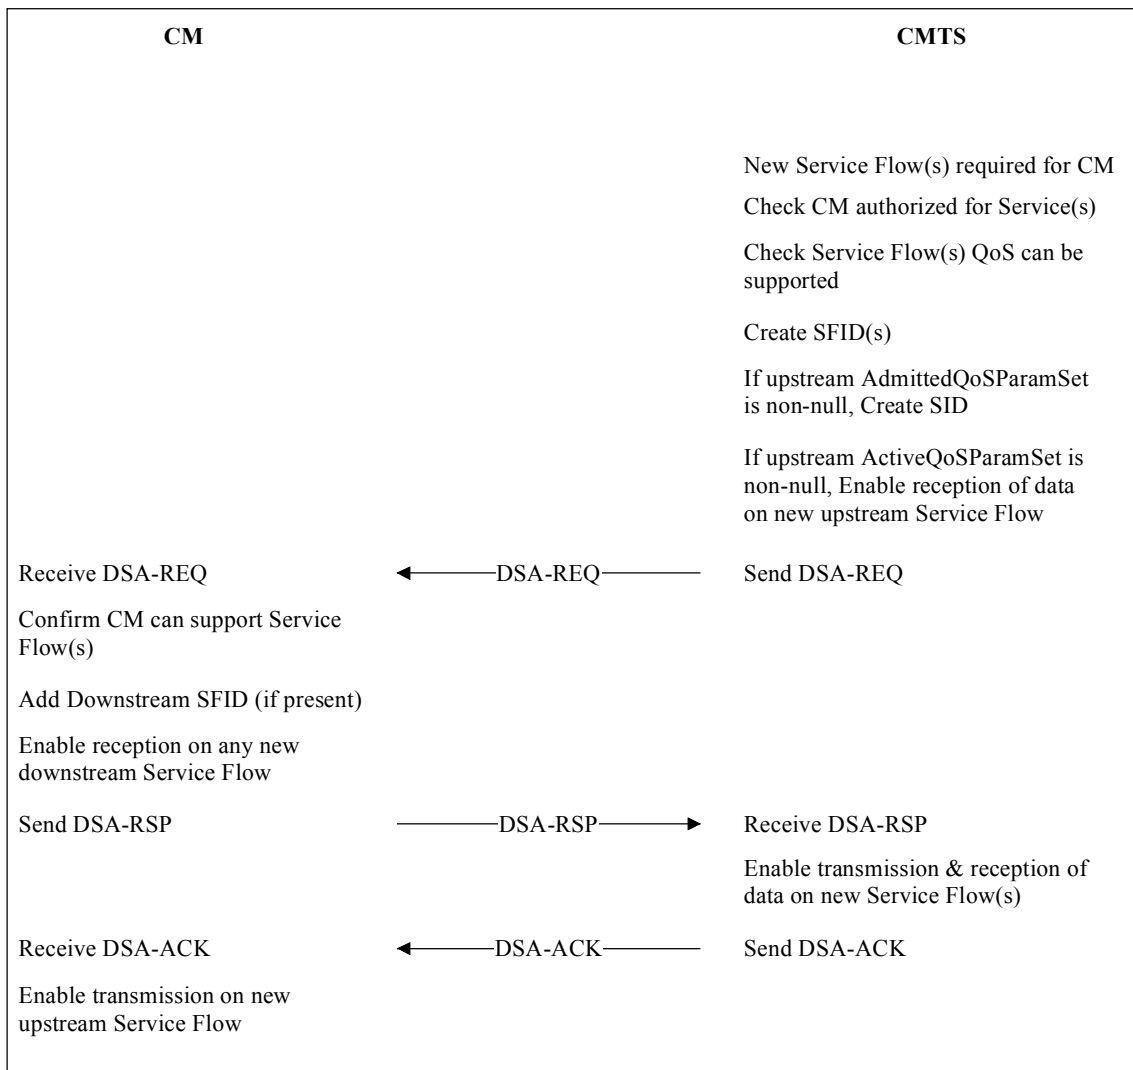 CM CMTS
New Service Flow(s) required for CM
Check CM authorized for Service(s)
Check Service Flow(s) QoS can be
supported
Create SFID(s)
If upstream AdmittedQoSParamSet
is non-null, Create SID
If upstream ActiveQoSParamSet is
non-null, Enable reception of data
on new upstream Service Flow
Receive DSA-REQ DSA-REQ Send DSA-REQ
Confirm CM can support Service
Flow(s)
Add Downstream SFID (if present)
Enable reception on any new
downstream Service Flow
Send DSA-RSP DSA-RSP Receive DSA-RSP
Enable transmission & reception of
data on new Service Flow(s)
Receive DSA-ACK DSA-ACK Send DSA-ACK
Enable transmission on new
upstream Service Flow